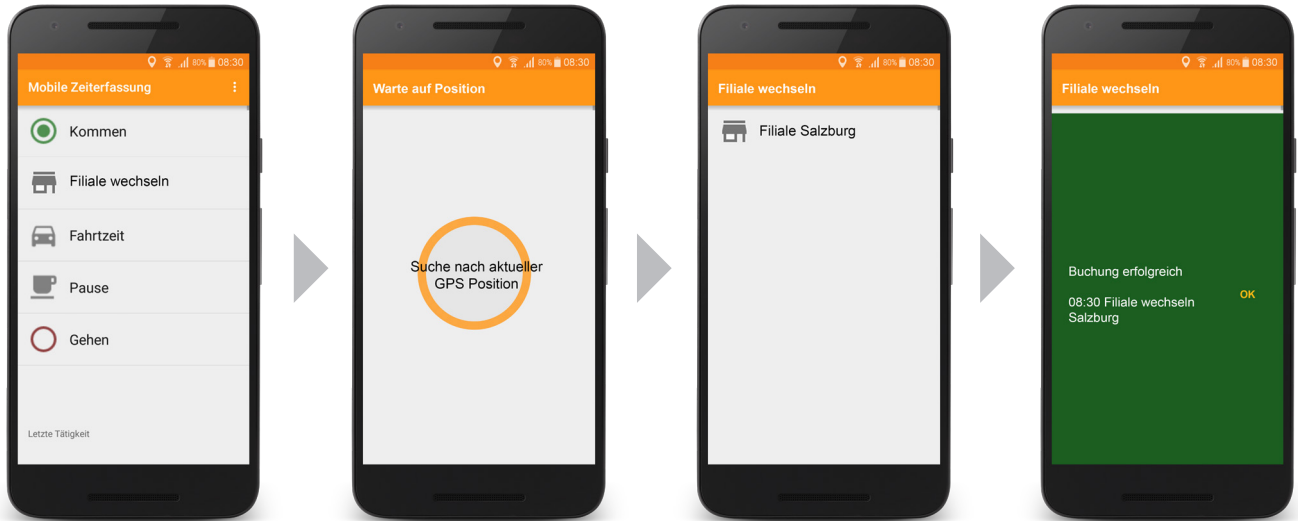 80% 08:30
Mobile Zeiterfassung
Kommen
Filiale wechseln
Fahrtzeit
Pause
Gehen
Letzte Tätigkeit
80% 08:30
Warte auf Position
Suche nach aktueller
GPS Position
80% 08:30
Filiale wechseln
Filiale Salzburg
80% 08:30
Filiale wechseln
Buchung erfolgreich
08:30 Filiale wechseln
Salzburg
OK